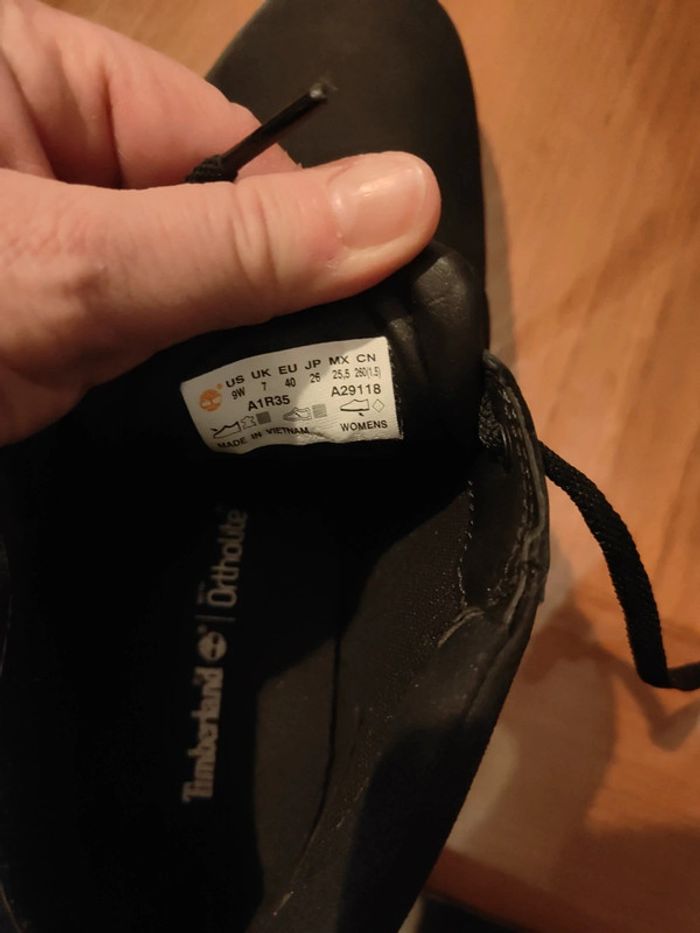 US UK EU JP MX CN
9W 7 40 26 25,5 260(1.5)
A1R35 A29118
MADE IN VIETNAM WOMENS
Timberland | OrthoLite